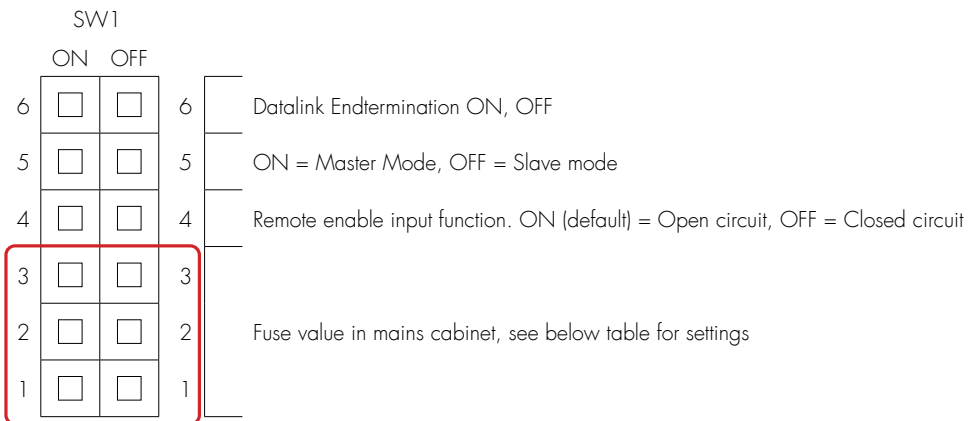 SW1
ON OFF
6 6 Datalink Endtermination ON, OFF
5 5 ON = Master Mode, OFF = Slave mode
4 4 Remote enable input function. ON (default) = Open circuit, OFF = Closed circuit
3 3
2 2 Fuse value in mains cabinet, see below table for settings
1 1